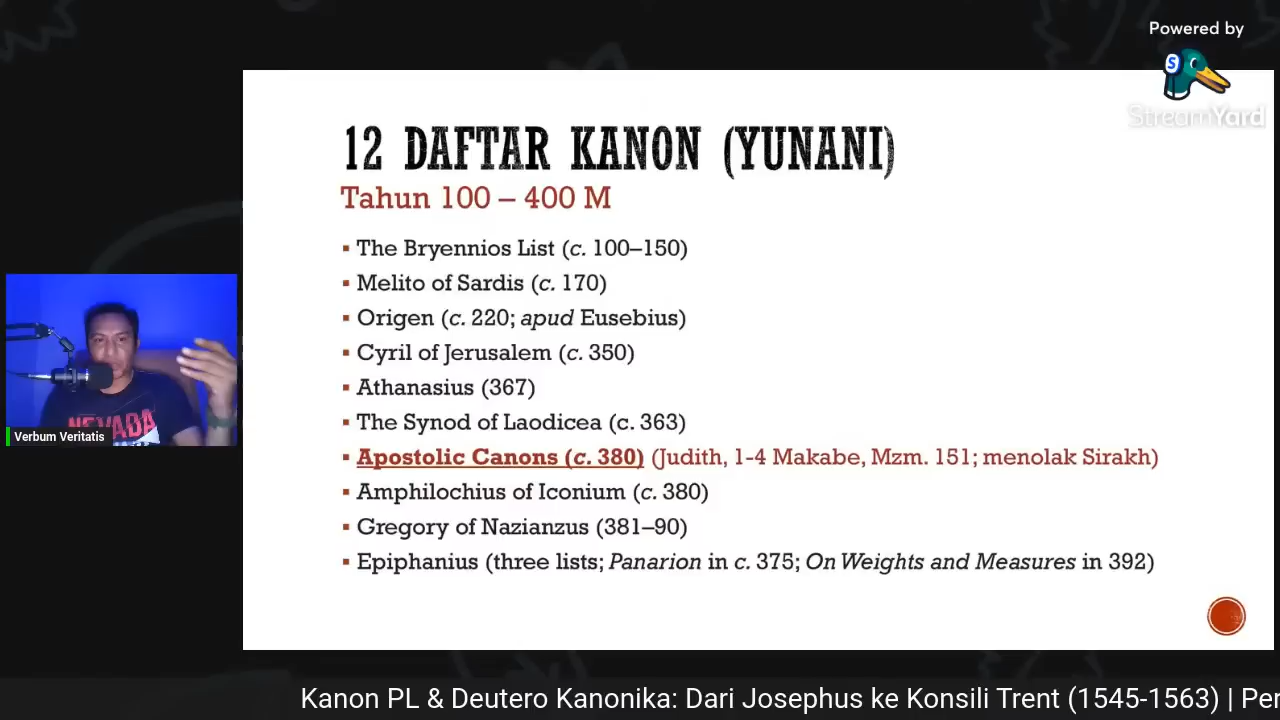 Powered by
S
StreamYard
12 DAFTAR KANON (YUNANI)
Tahun 100 – 400 M
▪ The Bryennios List (c. 100–150)
▪ Melito of Sardis (c. 170)
▪ Origen (c. 220; apud Eusebius)
▪ Cyril of Jerusalem (c. 350)
▪ Athanasius (367)
▪ The Synod of Laodicea (c. 363)
▪ Apostolic Canons (c. 380) (Judith, 1-4 Makabe, Mzm. 151; menolak Sirakh)
▪ Amphilochius of Iconium (c. 380)
▪ Gregory of Nazianzus (381–90)
▪ Epiphanius (three lists; Panarion in c. 375; On Weights and Measures in 392)
NEVADA
Verbum Veritatis
Kanon PL & Deutero Kanonika: Dari Josephus ke Konsili Trent (1545-1563) | Per